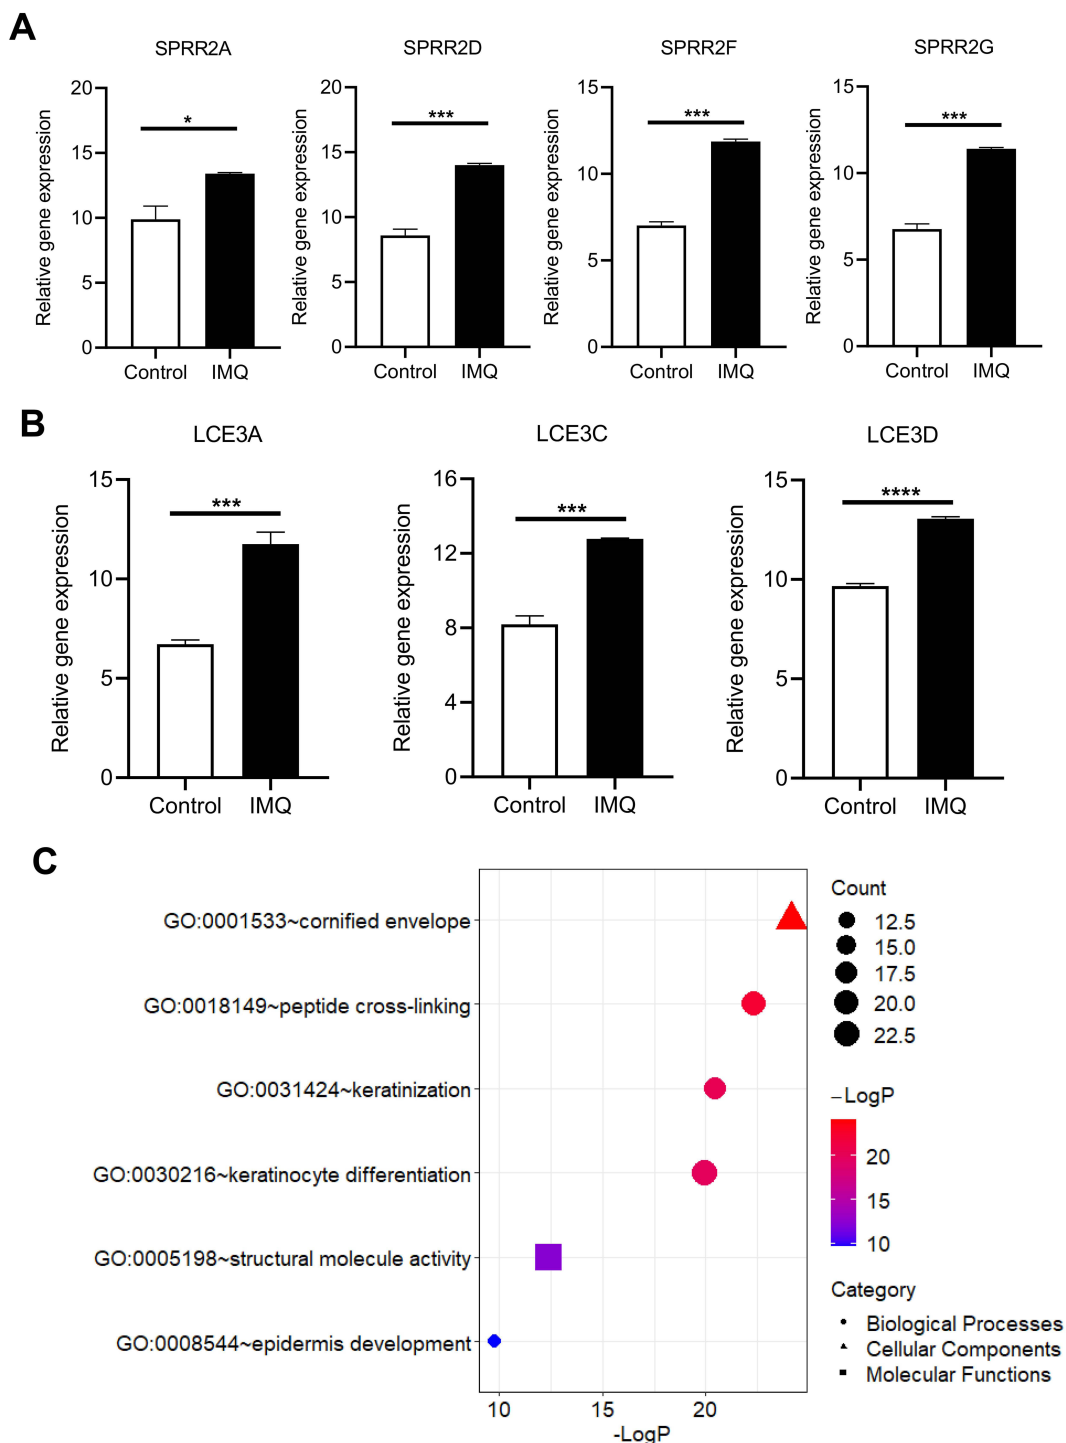 A
SPRR2A
SPRR2D
SPRR2F
SPRR2G
Relative gene expression
20
15
10
5
0
*
Control
IMQ
Relative gene expression
20
15
10
5
0
***
Control
IMQ
Relative gene expression
15
10
5
0
***
Control
IMQ
Relative gene expression
15
10
5
0
***
Control
IMQ
B
LCE3A
LCE3C
LCE3D
Relative gene expression
15
10
5
0
***
Control
IMQ
Relative gene expression
16
12
8
4
0
***
Control
IMQ
Relative gene expression
15
10
5
0
****
Control
IMQ
C
GO:0001533~cornified envelope
GO:0018149~peptide cross-linking
GO:0031424~keratinization
GO:0030216~keratinocyte differentiation
GO:0005198~structural molecule activity
GO:0008544~epidermis development
10
15
20
-LogP
Count
12.5
15.0
17.5
20.0
22.5
−LogP
20
15
10
Category
Biological Processes
Cellular Components
Molecular Functions